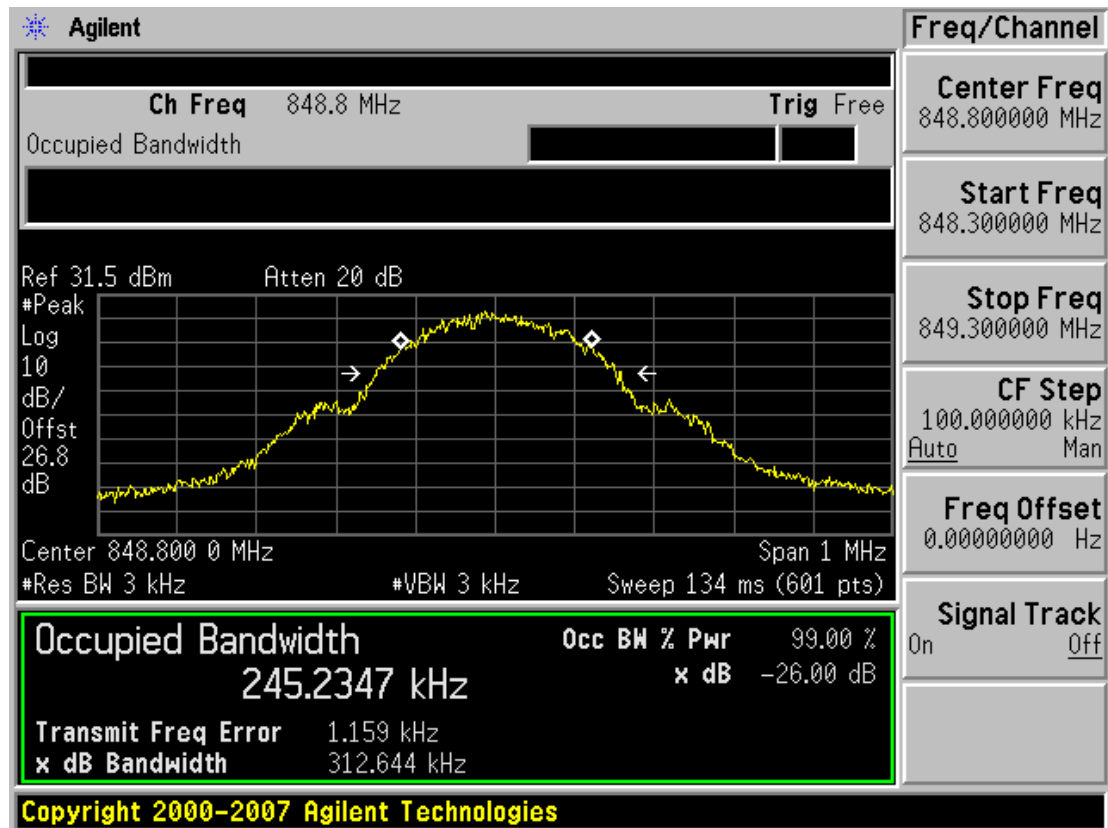 Agilent
Freq/Channel
Ch Freq 848.8 MHz Trig Free
Occupied Bandwidth
Center Freq
848.800000 MHz
Start Freq
848.300000 MHz
Stop Freq
849.300000 MHz
CF Step
100.000000 kHz
Auto Man
Freq Offset
0.00000000 Hz
Signal Track
On Off
Ref 31.5 dBm Atten 20 dB
#Peak
Log
10
dB/
Offst
26.8
dB
Center 848.800 0 MHz Span 1 MHz
#Res BW 3 kHz #VBW 3 kHz Sweep 134 ms (601 pts)
Occupied Bandwidth
245.2347 kHz
Occ BW % Pwr 99.00 %
x dB -26.00 dB
Transmit Freq Error 1.159 kHz
x dB Bandwidth 312.644 kHz
Copyright 2000-2007 Agilent Technologies